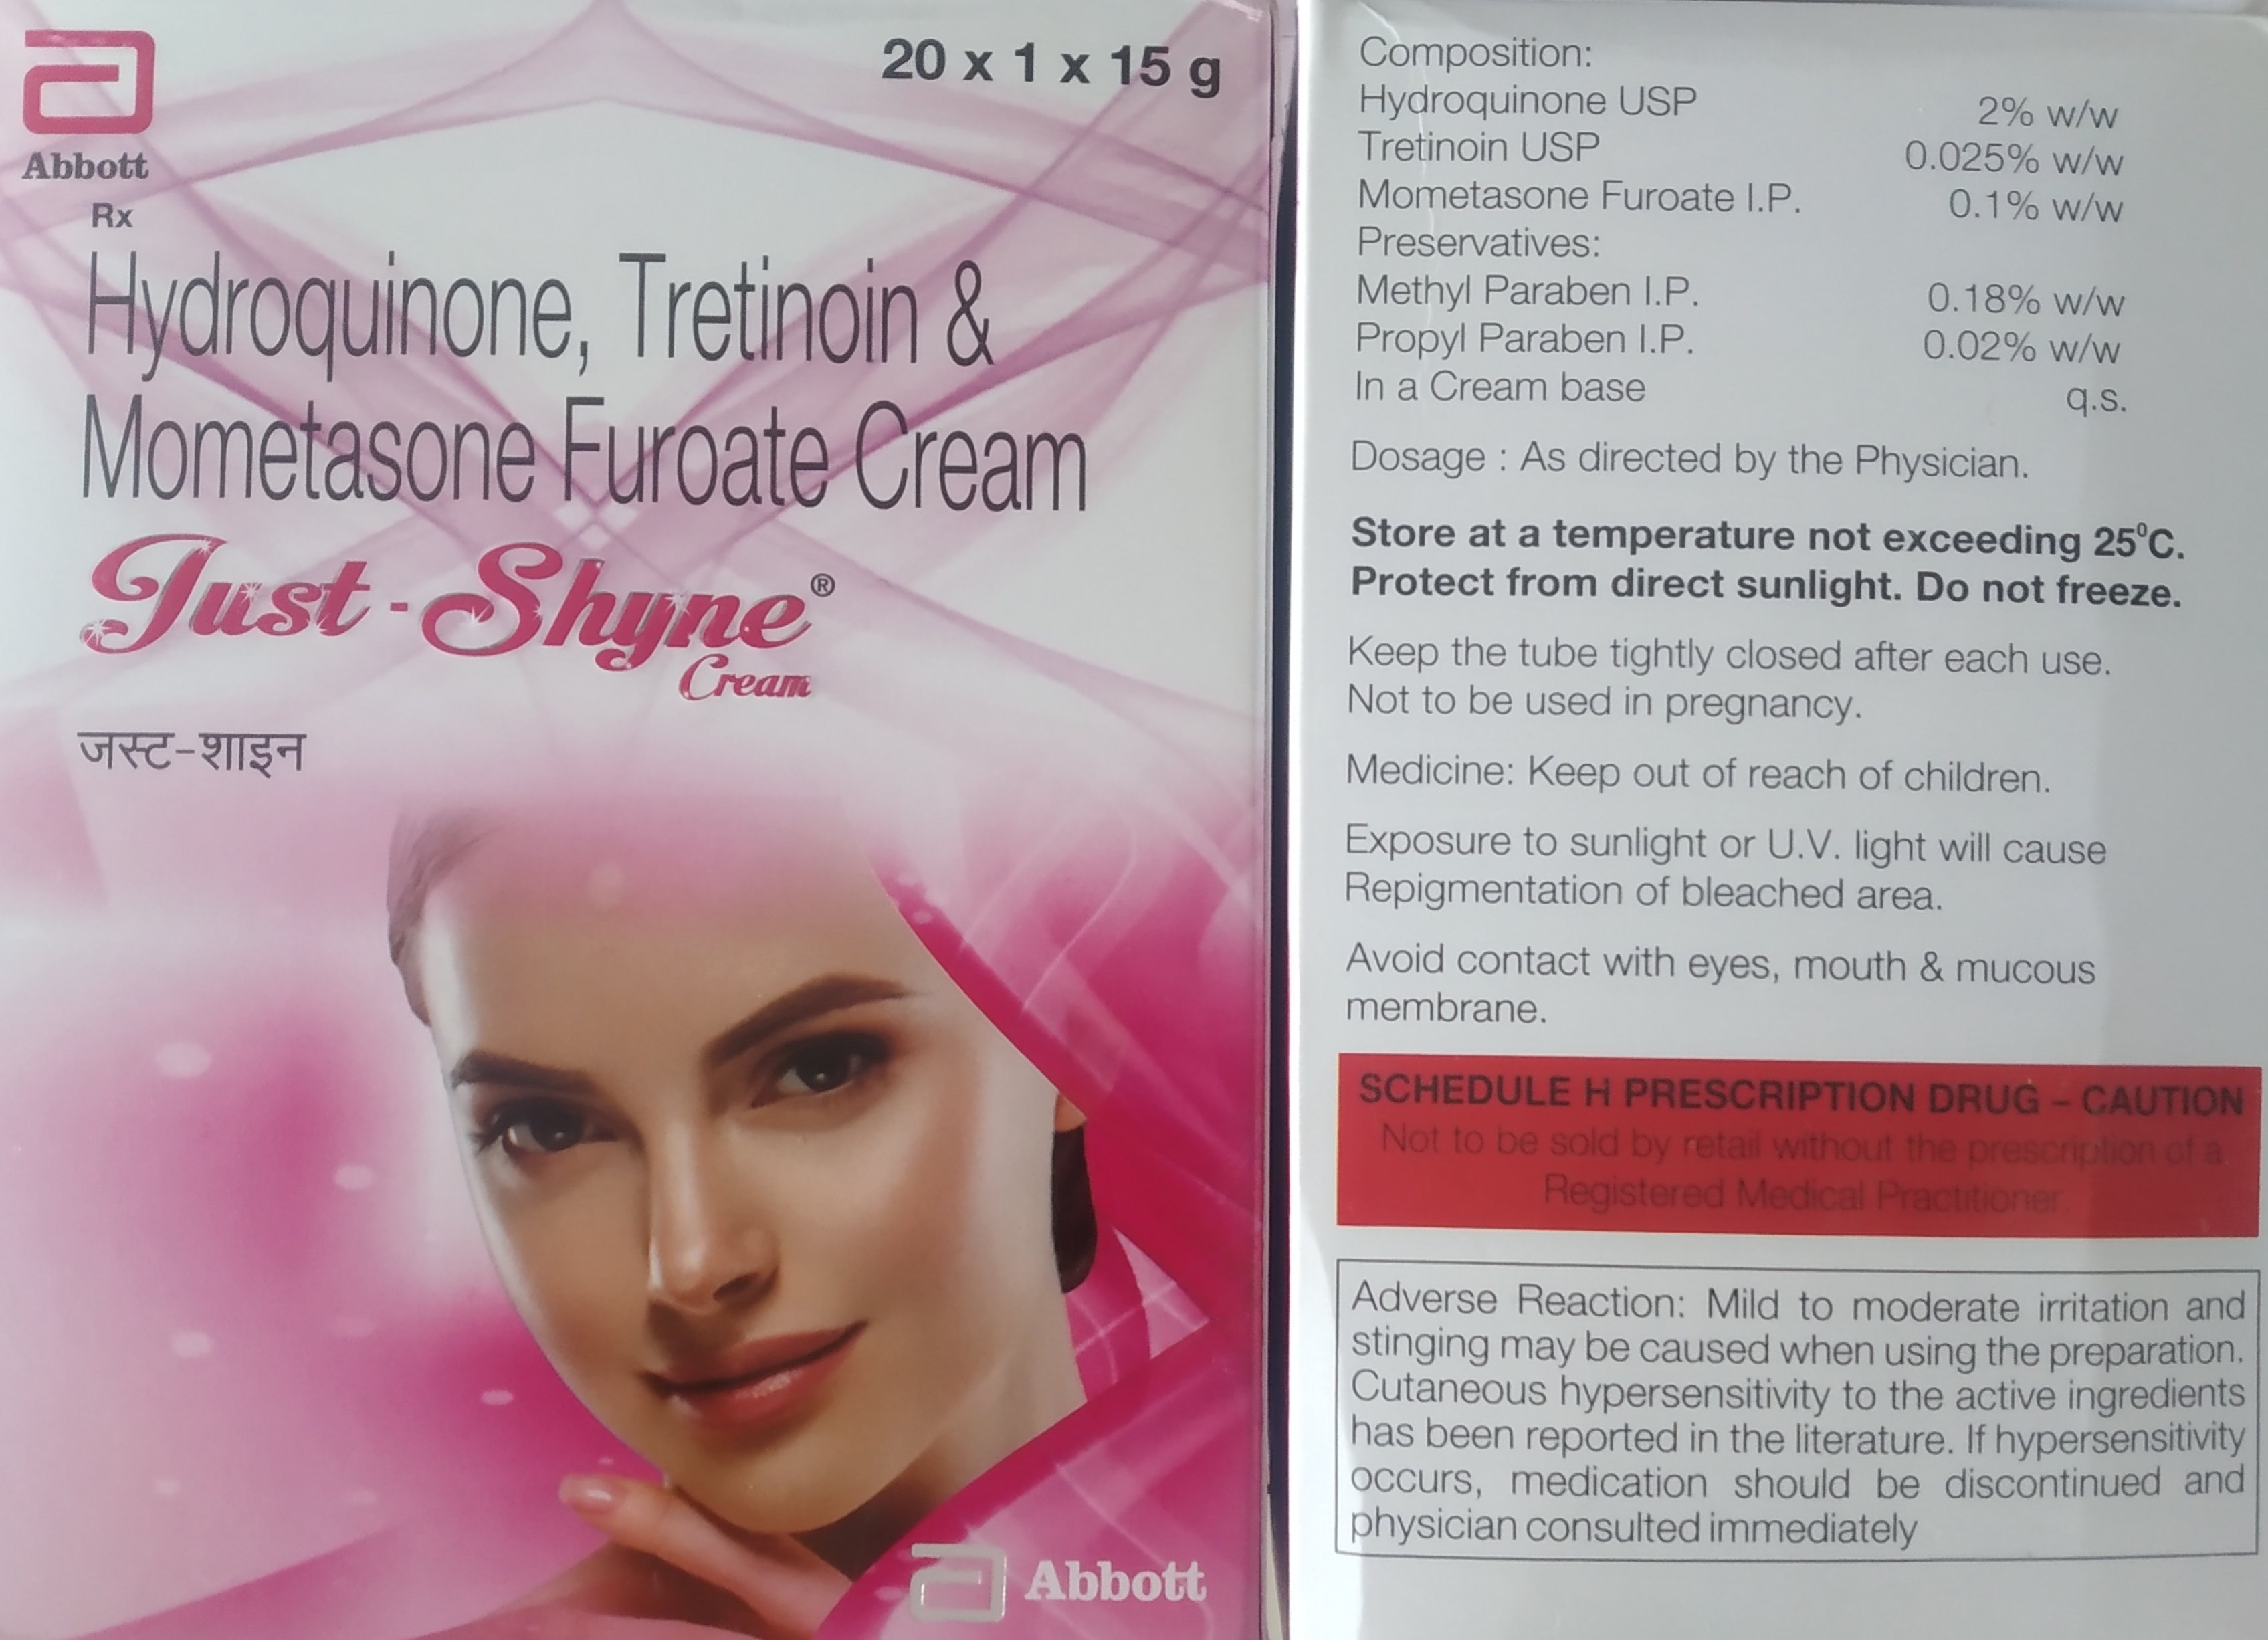 Abbott
20 x 1 x 15 g
Rx
Hydroquinone, Tretinoin &
Mometasone Furoate Cream
Just-Shyne®
Cream
जस्ट-शाइन
Abbott
Composition:
Hydroquinone USP 2% w/w
Tretinoin USP 0.025% w/w
Mometasone Furoate I.P. 0.1% w/w
Preservatives:
Methyl Paraben I.P. 0.18% w/w
Propyl Paraben I.P. 0.02% w/w
In a Cream base q.s.
Dosage : As directed by the Physician.
Store at a temperature not exceeding 25⁰C.
Protect from direct sunlight. Do not freeze.
Keep the tube tightly closed after each use.
Not to be used in pregnancy.
Medicine: Keep out of reach of children.
Exposure to sunlight or U.V. light will cause
Repigmentation of bleached area.
Avoid contact with eyes, mouth & mucous
membrane.
SCHEDULE H PRESCRIPTION DRUG – CAUTION
Not to be sold by retail without the prescription of a
Registered Medical Practitioner.
Adverse Reaction: Mild to moderate irritation and
stinging may be caused when using the preparation.
Cutaneous hypersensitivity to the active ingredients
has been reported in the literature. If hypersensitivity
occurs, medication should be discontinued and
physician consulted immediately